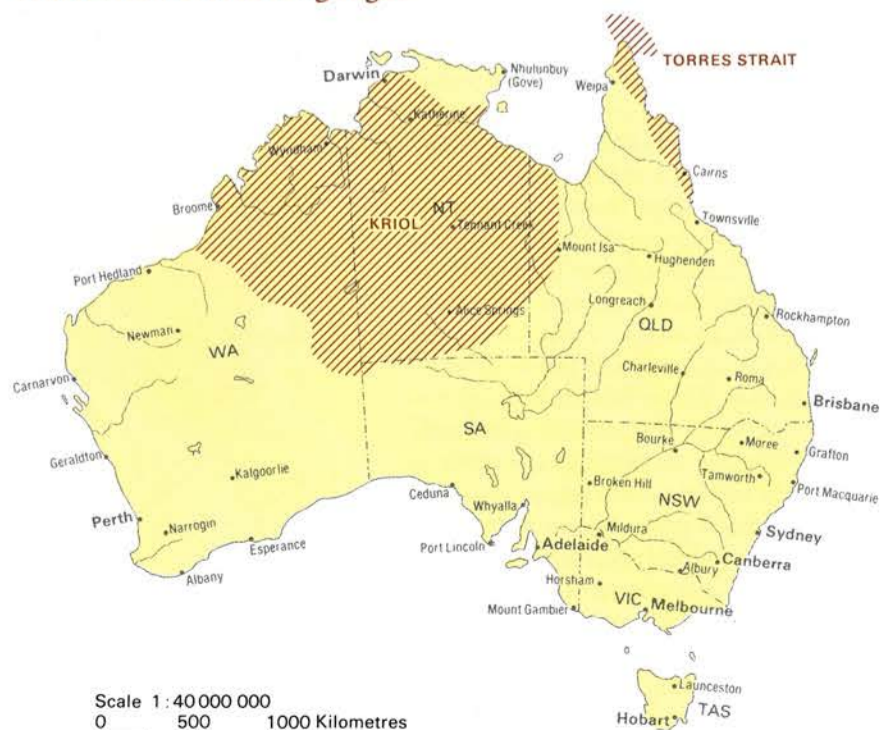 TORRES STRAIT
Darwin
Nhulunbuy
(Gove)
Weipa
Katherine
Wyndham
Cairns
Broome
KRIOL
NT
Tennant Creek
Townsville
Mount Isa
Hughenden
Port Hedland
Alice Springs
Longreach
Rockhampton
Newman
QLD
WA
Charleville
Roma
Carnarvon
Brisbane
SA
Bourke
Moree
Grafton
Geraldton
Kalgoorlie
Ceduna
Broken Hill
Tamworth
Port Macquarie
Whyalla
NSW
Perth
Narrogin
Esperance
Port Lincoln
Adelaide
Mildura
Sydney
Canberra
Albury
Albany
Horsham
Mount Gambier
VIC
Melbourne
Launceston
TAS
Hobart
Scale 1:40 000 000
0 500 1000 Kilometres